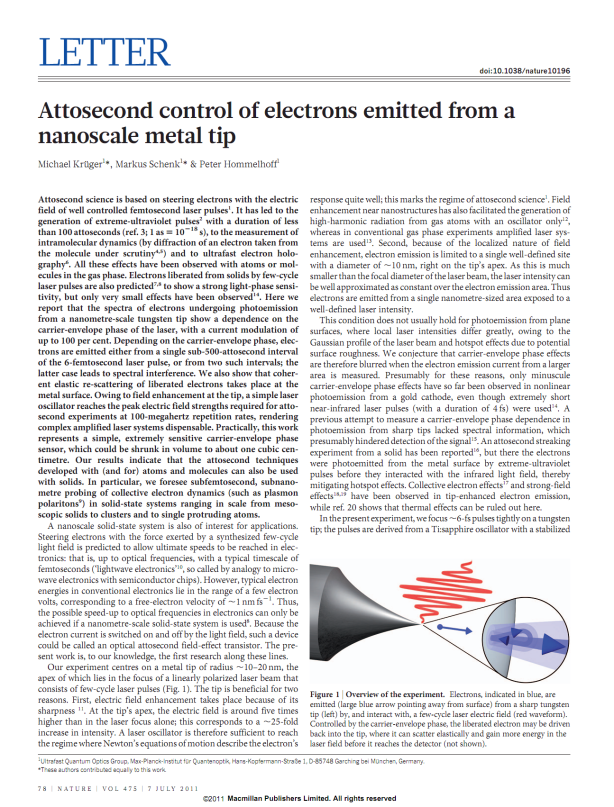 LETTER
doi:10.1038/nature10196
Attosecond control of electrons emitted from a
nanoscale metal tip
Michael Krüger¹*, Markus Schenk¹* & Peter Hommelhoff¹
Attosecond science is based on steering electrons with the electric
field of well controlled femtosecond laser pulses¹. It has led to the
generation of extreme-ultraviolet pulses² with a duration of less
than 100 attoseconds (ref. 3; 1 as = 10⁻¹⁸ s), to the measurement of
intramolecular dynamics (by diffraction of an electron taken from
the molecule under scrutiny⁴,⁵) and to ultrafast electron holo-
graphy⁶. All these effects have been observed with atoms or mol-
ecules in the gas phase. Electrons liberated from solids by few-cycle
laser pulses are also predicted⁷,⁸ to show a strong light-phase sensi-
tivity, but only very small effects have been observed¹⁴. Here we
report that the spectra of electrons undergoing photoemission
from a nanometre-scale tungsten tip show a dependence on the
carrier-envelope phase of the laser, with a current modulation of
up to 100 per cent. Depending on the carrier-envelope phase, elec-
trons are emitted either from a single sub-500-attosecond interval
of the 6-femtosecond laser pulse, or from two such intervals; the
latter case leads to spectral interference. We also show that coher-
ent elastic re-scattering of liberated electrons takes place at the
metal surface. Owing to field enhancement at the tip, a simple laser
oscillator reaches the peak electric field strengths required for atto-
second experiments at 100-megahertz repetition rates, rendering
complex amplified laser systems dispensable. Practically, this work
represents a simple, extremely sensitive carrier-envelope phase
sensor, which could be shrunk in volume to about one cubic cen-
timetre. Our results indicate that the attosecond techniques
developed with (and for) atoms and molecules can also be used
with solids. In particular, we foresee subfemtosecond, subnano-
metre probing of collective electron dynamics (such as plasmon
polaritons⁹) in solid-state systems ranging in scale from meso-
scopic solids to clusters and to single protruding atoms.
A nanoscale solid-state system is also of interest for applications.
Steering electrons with the force exerted by a synthesized few-cycle
light field is predicted to allow ultimate speeds to be reached in elec-
tronics: that is, up to optical frequencies, with a typical timescale of
femtoseconds ('lightwave electronics'¹⁰, so called by analogy to micro-
wave electronics with semiconductor chips). However, typical electron
energies in conventional electronics lie in the range of a few electron
volts, corresponding to a free-electron velocity of ~1 nm fs⁻¹. Thus,
the possible speed-up to optical frequencies in electronics can only be
achieved if a nanometre-scale solid-state system is used⁸. Because the
electron current is switched on and off by the light field, such a device
could be called an optical attosecond field-effect transistor. The pre-
sent work is, to our knowledge, the first research along these lines.
Our experiment centres on a metal tip of radius ~10–20 nm, the
apex of which lies in the focus of a linearly polarized laser beam that
consists of few-cycle laser pulses (Fig. 1). The tip is beneficial for two
reasons. First, electric field enhancement takes place because of its
sharpness ¹¹. At the tip's apex, the electric field is around five times
higher than in the laser focus alone; this corresponds to a ~25-fold
increase in intensity. A laser oscillator is therefore sufficient to reach
the regime where Newton's equations of motion describe the electron's
response quite well; this marks the regime of attosecond science¹. Field
enhancement near nanostructures has also facilitated the generation of
high-harmonic radiation from gas atoms with an oscillator only¹²,
whereas in conventional gas phase experiments amplified laser sys-
tems are used¹³. Second, because of the localized nature of field
enhancement, electron emission is limited to a single well-defined site
with a diameter of ~10 nm, right on the tip's apex. As this is much
smaller than the focal diameter of the laser beam, the laser intensity can
be well approximated as constant over the electron emission area. Thus
electrons are emitted from a single nanometre-sized area exposed to a
well-defined laser intensity.
This condition does not usually hold for photoemission from plane
surfaces, where local laser intensities differ greatly, owing to the
Gaussian profile of the laser beam and hotspot effects due to potential
surface roughness. We conjecture that carrier-envelope phase effects
are therefore blurred when the electron emission current from a larger
area is measured. Presumably for these reasons, only minuscule
carrier-envelope phase effects have so far been observed in nonlinear
photoemission from a gold cathode, even though extremely short
near-infrared laser pulses (with a duration of 4 fs) were used¹⁴. A
previous attempt to measure a carrier-envelope phase dependence in
photoemission from sharp tips lacked spectral information, which
presumably hindered detection of the signal¹⁵. An attosecond streaking
experiment from a solid has been reported¹⁶, but there the electrons
were photoemitted from the metal surface by extreme-ultraviolet
pulses before they interacted with the infrared light field, thereby
mitigating hotspot effects. Collective electron effects¹⁷ and strong-field
effects¹⁸,¹⁹ have been observed in tip-enhanced electron emission,
while ref. 20 shows that thermal effects can be ruled out here.
In the present experiment, we focus ~6-fs pulses tightly on a tungsten
tip; the pulses are derived from a Ti:sapphire oscillator with a stabilized
Figure 1 | Overview of the experiment. Electrons, indicated in blue, are
emitted (large blue arrow pointing away from surface) from a sharp tungsten
tip (left) by, and interact with, a few-cycle laser electric field (red waveform).
Controlled by the carrier-envelope phase, the liberated electron may be driven
back into the tip, where it can scatter elastically and gain more energy in the
laser field before it reaches the detector (not shown).
¹Ultrafast Quantum Optics Group, Max-Planck-Institut für Quantenoptik, Hans-Kopfermann-Straße 1, D-85748 Garching bei München, Germany.
*These authors contributed equally to this work.
78 | NATURE | VOL 475 | 7 JULY 2011
©2011 Macmillan Publishers Limited. All rights reserved